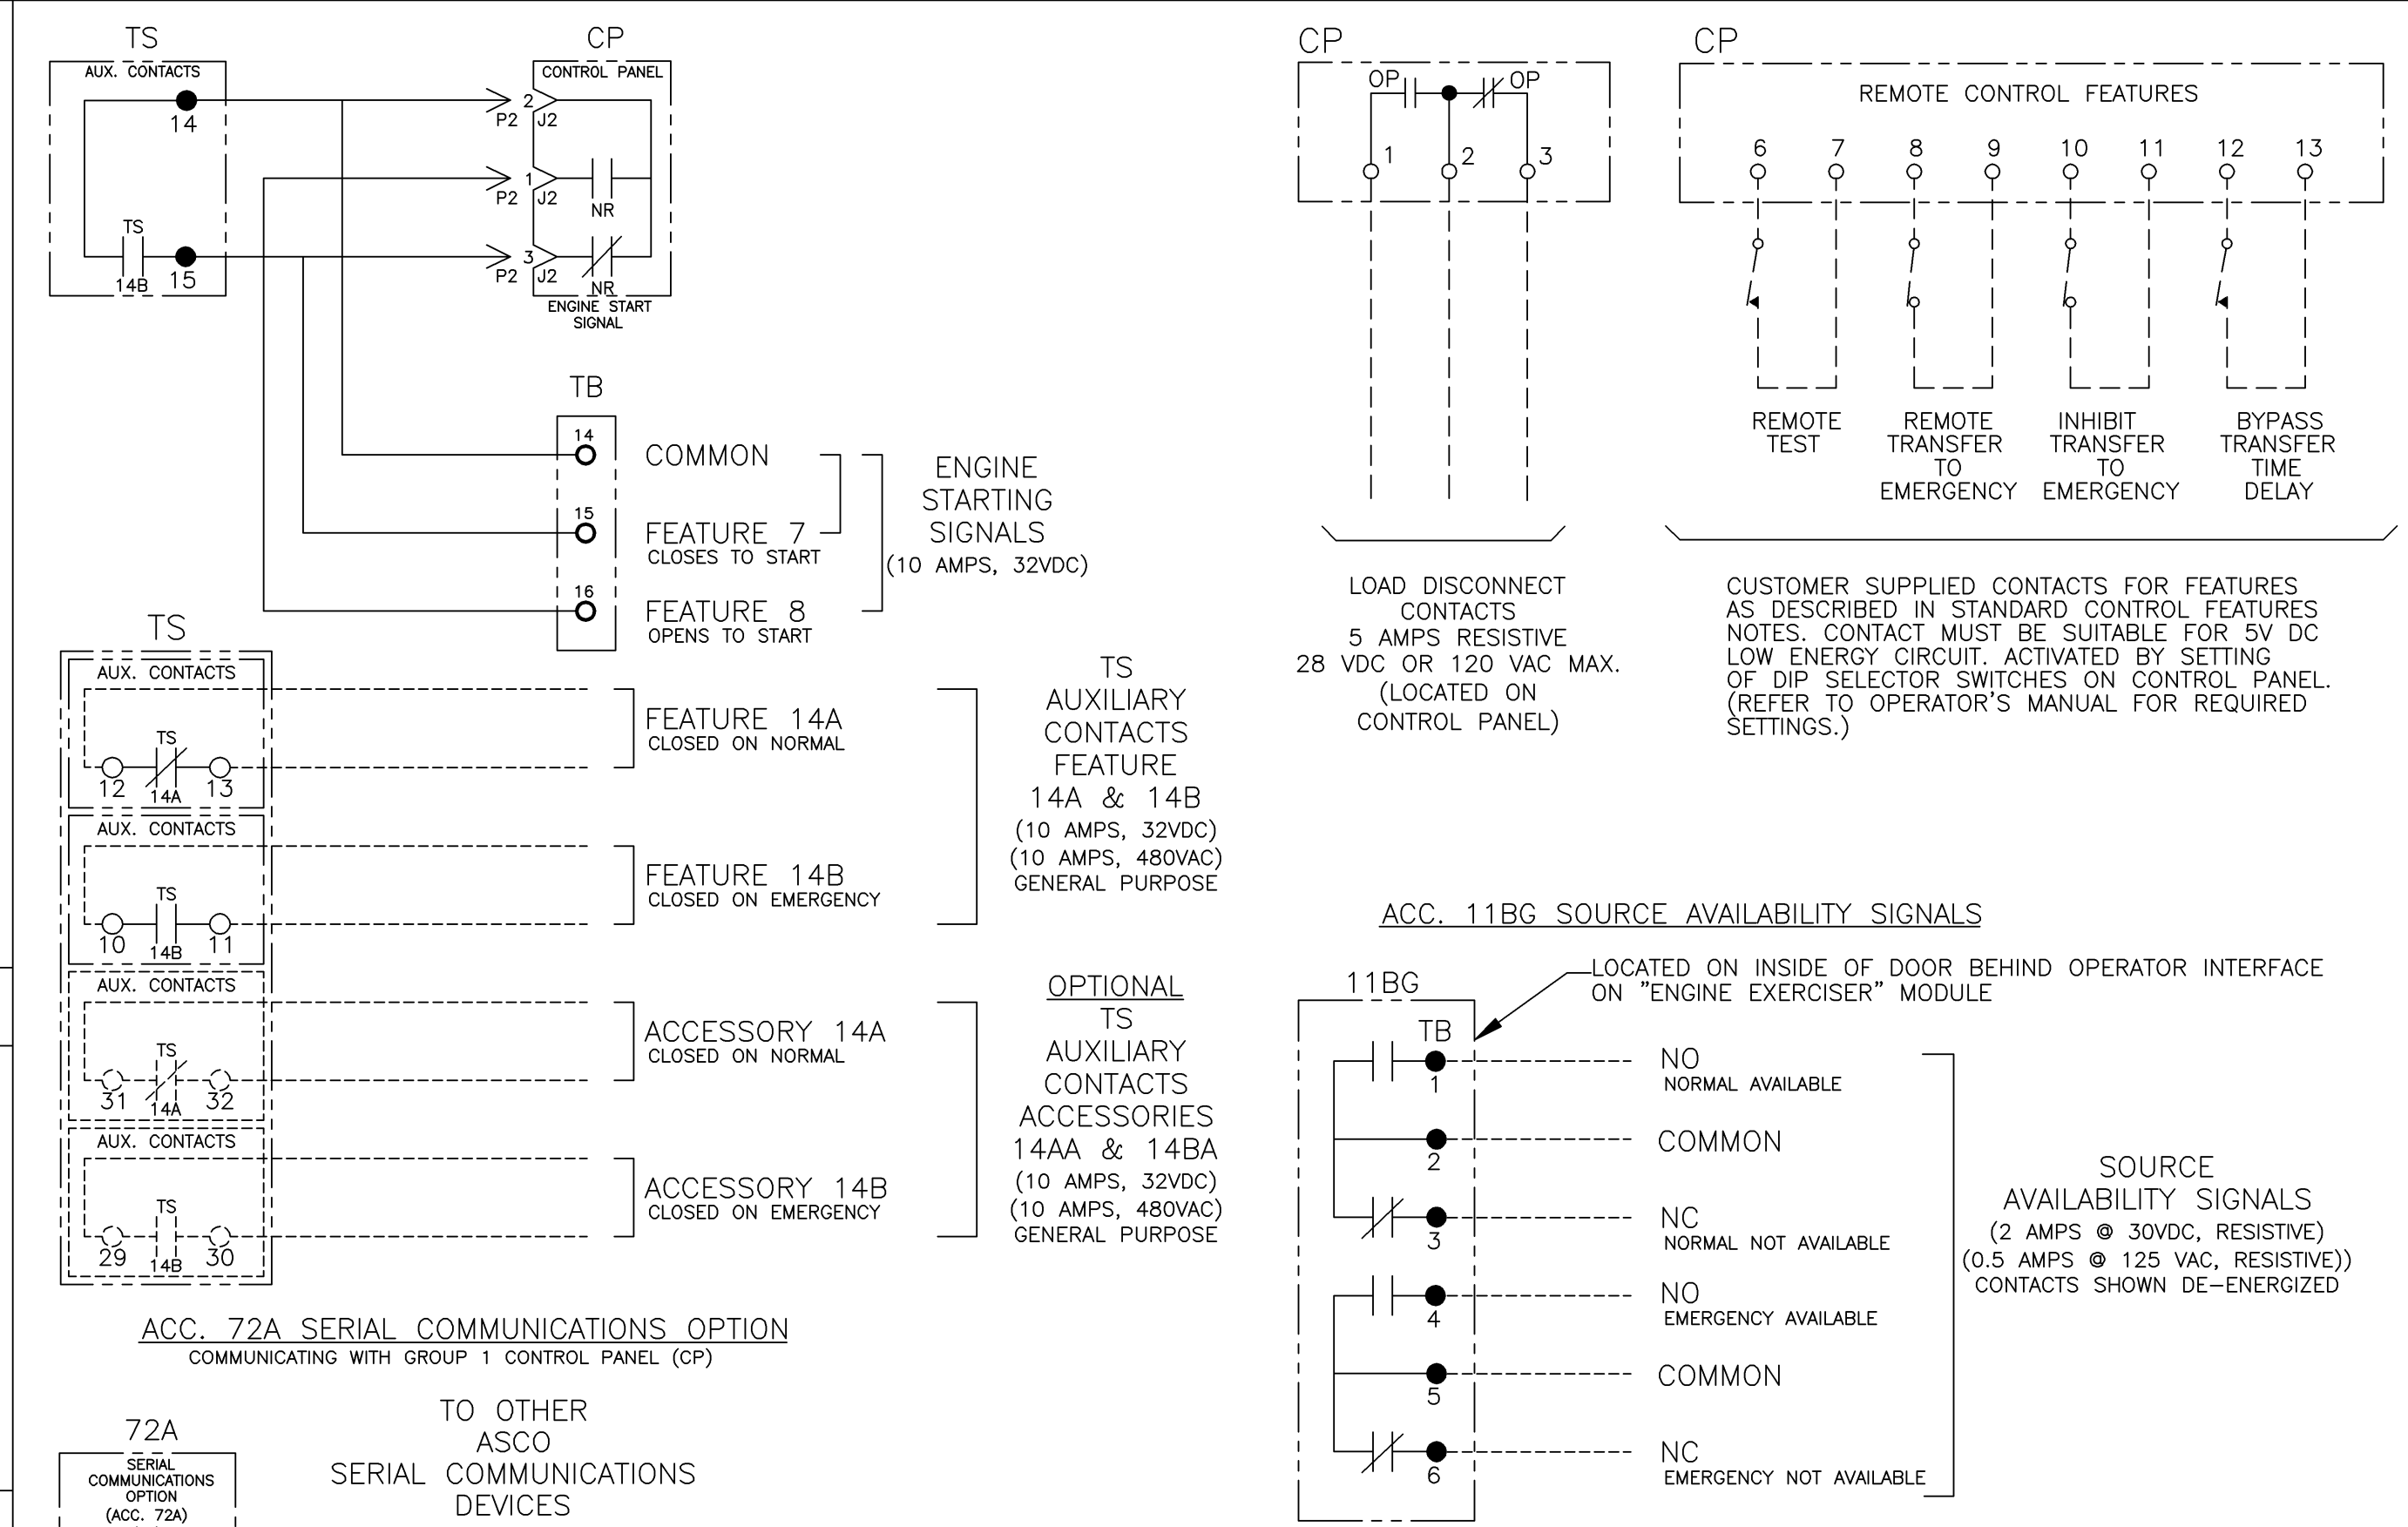 TS
AUX. CONTACTS
14
TS
14B
15
CP
CONTROL PANEL
2
P2 J2
1
P2 J2
NR
3
P2 J2
NR
ENGINE START
SIGNAL
TB
14
COMMON
15
FEATURE 7
CLOSES TO START
16
FEATURE 8
OPENS TO START
ENGINE
STARTING
SIGNALS
(10 AMPS, 32VDC)
CP
OP
OP
1
2
3
LOAD DISCONNECT
CONTACTS
5 AMPS RESISTIVE
28 VDC OR 120 VAC MAX.
(LOCATED ON
CONTROL PANEL)
CP
REMOTE CONTROL FEATURES
6 7 8 9 10 11 12 13
REMOTE
TEST
REMOTE
TRANSFER
TO
EMERGENCY
INHIBIT
TRANSFER
TO
EMERGENCY
BYPASS
TRANSFER
TIME
DELAY
CUSTOMER SUPPLIED CONTACTS FOR FEATURES
AS DESCRIBED IN STANDARD CONTROL FEATURES
NOTES. CONTACT MUST BE SUITABLE FOR 5V DC
LOW ENERGY CIRCUIT. ACTIVATED BY SETTING
OF DIP SELECTOR SWITCHES ON CONTROL PANEL.
(REFER TO OPERATOR'S MANUAL FOR REQUIRED
SETTINGS.)
TS
AUX. CONTACTS
TS
12
14A
13
FEATURE 14A
CLOSED ON NORMAL
AUX. CONTACTS
TS
10
14B
11
FEATURE 14B
CLOSED ON EMERGENCY
TS
AUXILIARY
CONTACTS
FEATURE
14A & 14B
(10 AMPS, 32VDC)
(10 AMPS, 480VAC)
GENERAL PURPOSE
AUX. CONTACTS
TS
31
14A
32
ACCESSORY 14A
CLOSED ON NORMAL
AUX. CONTACTS
TS
29
14B
30
ACCESSORY 14B
CLOSED ON EMERGENCY
OPTIONAL
TS
AUXILIARY
CONTACTS
ACCESSORIES
14AA & 14BA
(10 AMPS, 32VDC)
(10 AMPS, 480VAC)
GENERAL PURPOSE
ACC. 11BG SOURCE AVAILABILITY SIGNALS
LOCATED ON INSIDE OF DOOR BEHIND OPERATOR INTERFACE
ON "ENGINE EXERCISER" MODULE
11BG
TB
1
NO
NORMAL AVAILABLE
2
COMMON
3
NC
NORMAL NOT AVAILABLE
4
NO
EMERGENCY AVAILABLE
5
COMMON
6
NC
EMERGENCY NOT AVAILABLE
SOURCE
AVAILABILITY SIGNALS
(2 AMPS @ 30VDC, RESISTIVE)
(0.5 AMPS @ 125 VAC, RESISTIVE))
CONTACTS SHOWN DE-ENERGIZED
ACC. 72A SERIAL COMMUNICATIONS OPTION
COMMUNICATING WITH GROUP 1 CONTROL PANEL (CP)
72A
SERIAL
COMMUNICATIONS
OPTION
(ACC. 72A)
TO OTHER
ASCO
SERIAL COMMUNICATIONS
DEVICES